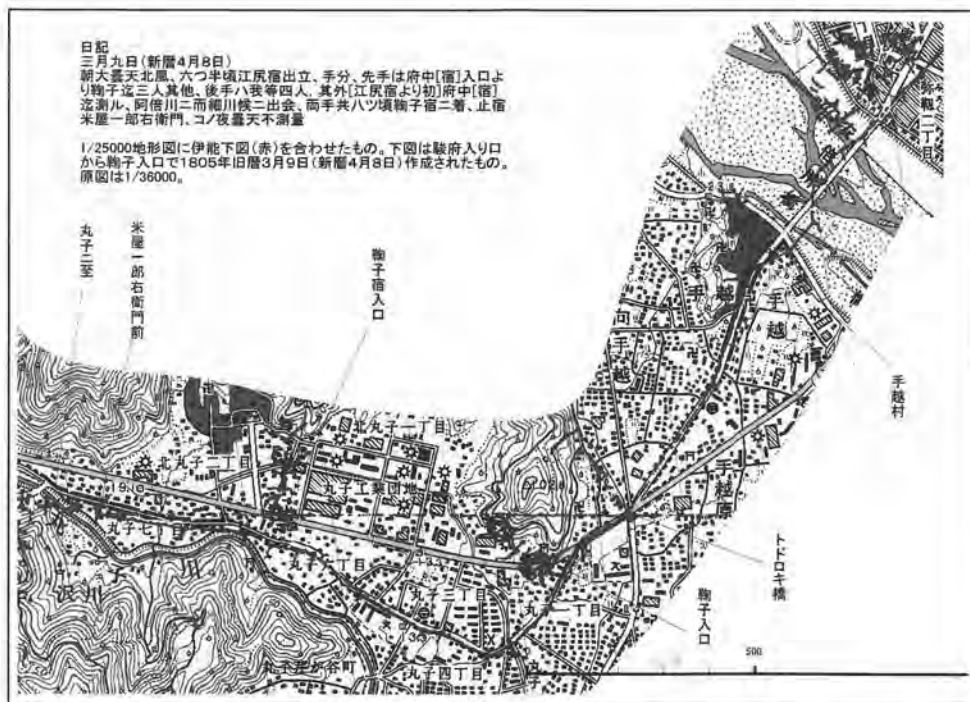 日記
三月九日(新暦4月8日)
朝大曇天北風、六つ半頃江尻宿出立、手分、先手は府中[宿]入口よ
り鞠子迄三人其他、後手ハ我等四人、其外[江尻宿より初]府中[宿]
迄測ル、阿倍川ニ而細川候ニ出会、両手共八ツ頃鞠子宿ニ着、止宿
米屋一郎右衛門、コノ夜曇天不測量
1/25000地形図に伊能下図(赤)を合わせたもの。下図は駿府入り口
から鞠子入口で1805年旧暦3月9日(新暦4月8日)作成されたもの。
原図は1/36000。
弥勒二丁目
丸子二至
米屋一郎右衛門前
鞠子宿入口
手越
向手越
手越
手越村
手越原
北丸子一丁目
北丸子二丁目
丸子工業団地
丸子七丁目
丸子三丁目
丸子一丁目
丸子四丁目
丸子芹が谷町
丸子
トドロキ橋
鞠子入口
500